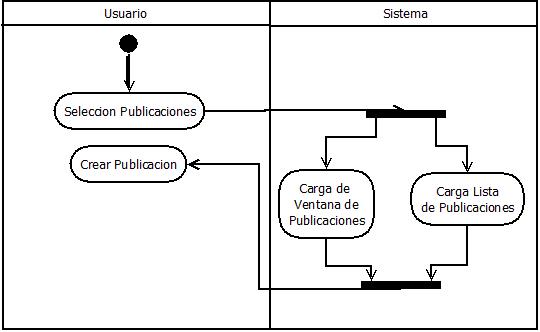 Usuario
Sistema
Seleccion Publicaciones
Crear Publicacion
Carga de
Ventana de
Publicaciones
Carga Lista
de Publicaciones